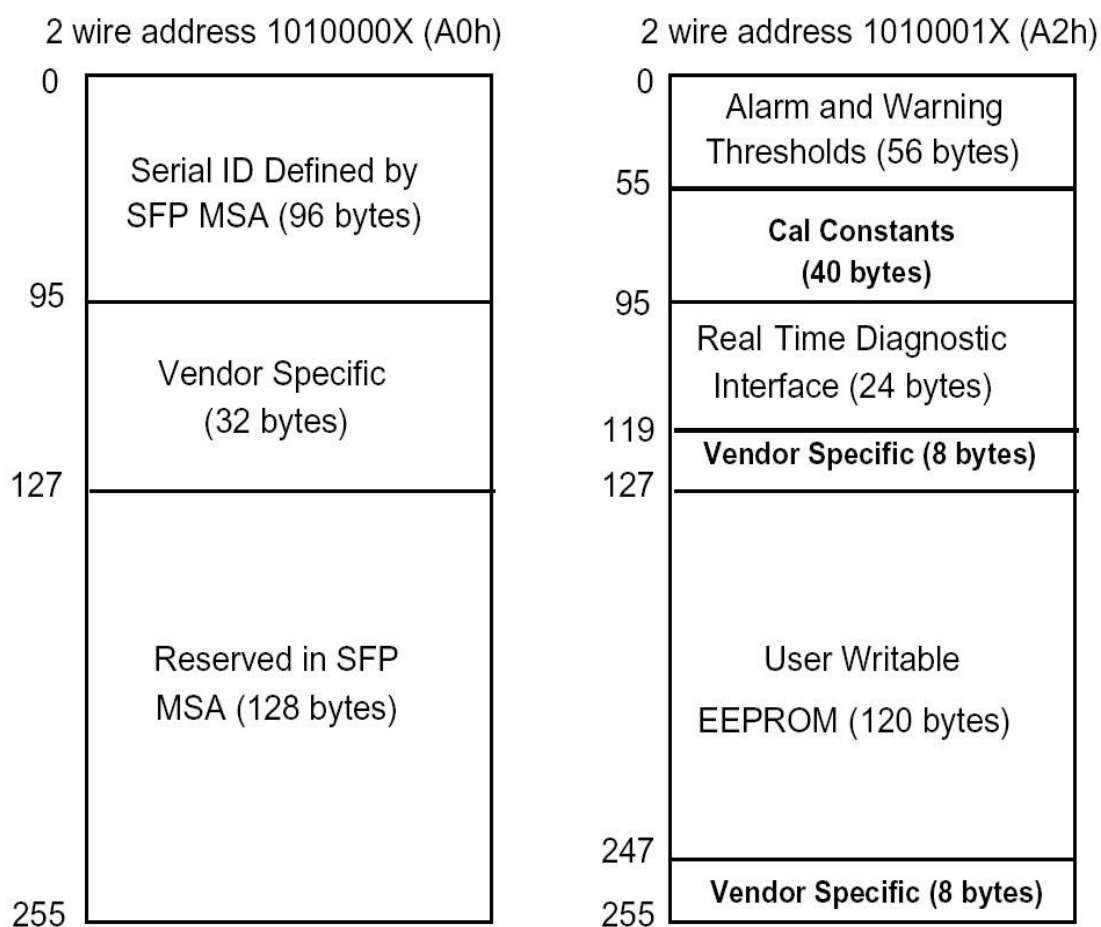 2 wire address 1010000X (A0h)
0
Serial ID Defined by
SFP MSA (96 bytes)
95
Vendor Specific
(32 bytes)
127
Reserved in SFP
MSA (128 bytes)
255
2 wire address 1010001X (A2h)
0
Alarm and Warning
Thresholds (56 bytes)
55
Cal Constants
(40 bytes)
95
Real Time Diagnostic
Interface (24 bytes)
119
Vendor Specific (8 bytes)
127
User Writable
EEPROM (120 bytes)
247
Vendor Specific (8 bytes)
255